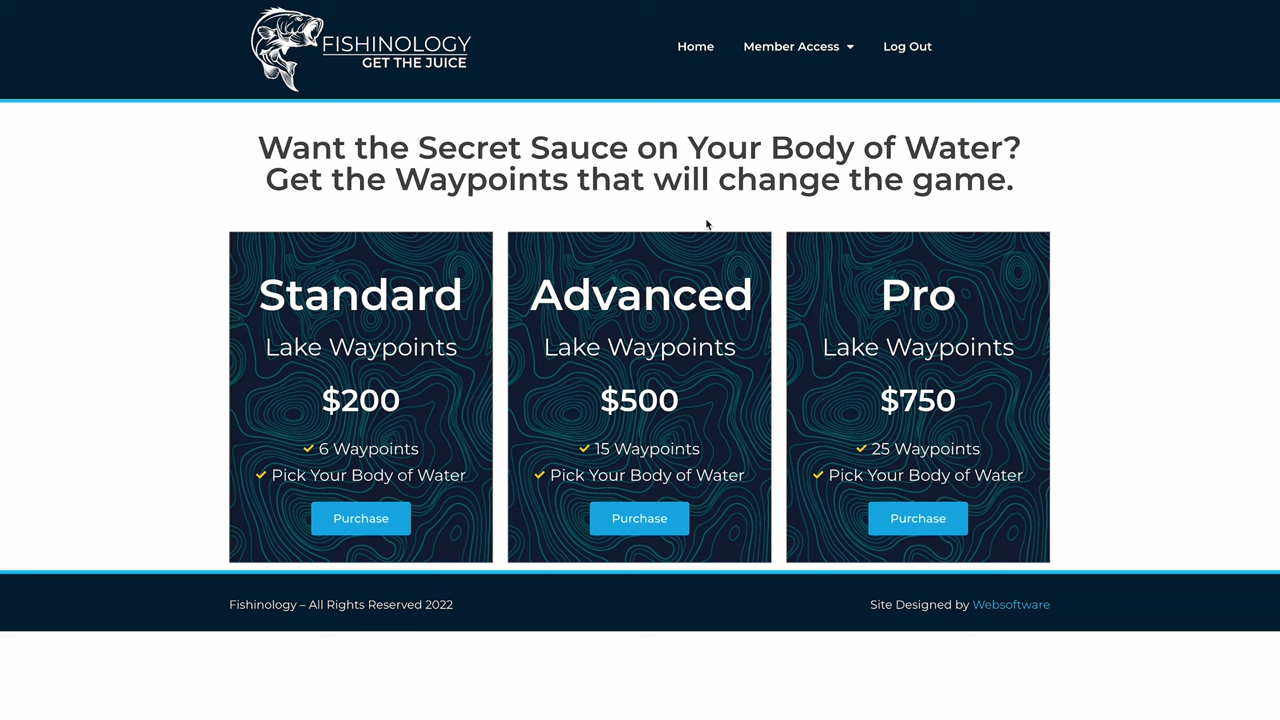 FISHINOLOGY
GET THE JUICE
Home
Member Access
Log Out
Want the Secret Sauce on Your Body of Water?
Get the Waypoints that will change the game.
Standard
Lake Waypoints
$200
6 Waypoints
Pick Your Body of Water
Purchase
Advanced
Lake Waypoints
$500
15 Waypoints
Pick Your Body of Water
Purchase
Pro
Lake Waypoints
$750
25 Waypoints
Pick Your Body of Water
Purchase
Fishinology – All Rights Reserved 2022
Site Designed by Websoftware